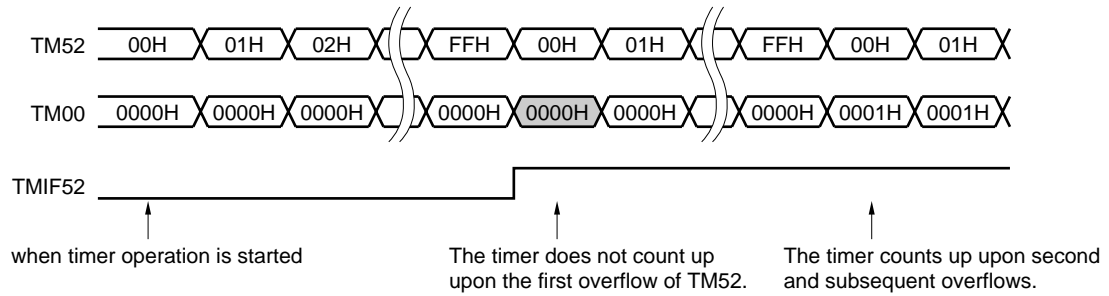 TM52 00H 01H 02H FFH 00H 01H FFH 00H 01H
TM00 0000H 0000H 0000H 0000H 0000H 0000H 0000H 0001H 0001H
TMIF52
when timer operation is started
The timer does not count up
upon the first overflow of TM52.
The timer counts up upon second
and subsequent overflows.